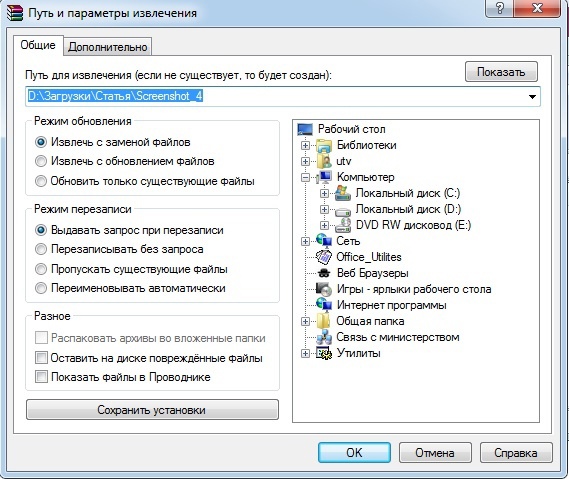 Путь и параметры извлечения
Общие
Дополнительно
Путь для извлечения (если не существует, то будет создан):
Показать
D:\Загрузки\Статья\Screenshot_4
Режим обновления
Извлечь с заменой файлов
Извлечь с обновлением файлов
Обновить только существующие файлы
Режим перезаписи
Выдавать запрос при перезаписи
Перезаписывать без запроса
Пропускать существующие файлы
Переименовывать автоматически
Разное
Распаковать архивы во вложенные папки
Оставить на диске повреждённые файлы
Показать файлы в Проводнике
Сохранить установки
Рабочий стол
Библиотеки
utv
Компьютер
Локальный диск (C:)
Локальный диск (D:)
DVD RW дисковод (E:)
Сеть
Office_Utilites
Веб Браузеры
Игры - ярлыки рабочего стола
Интернет программы
Общая папка
Связь с министерством
Утилиты
OK
Отмена
Справка